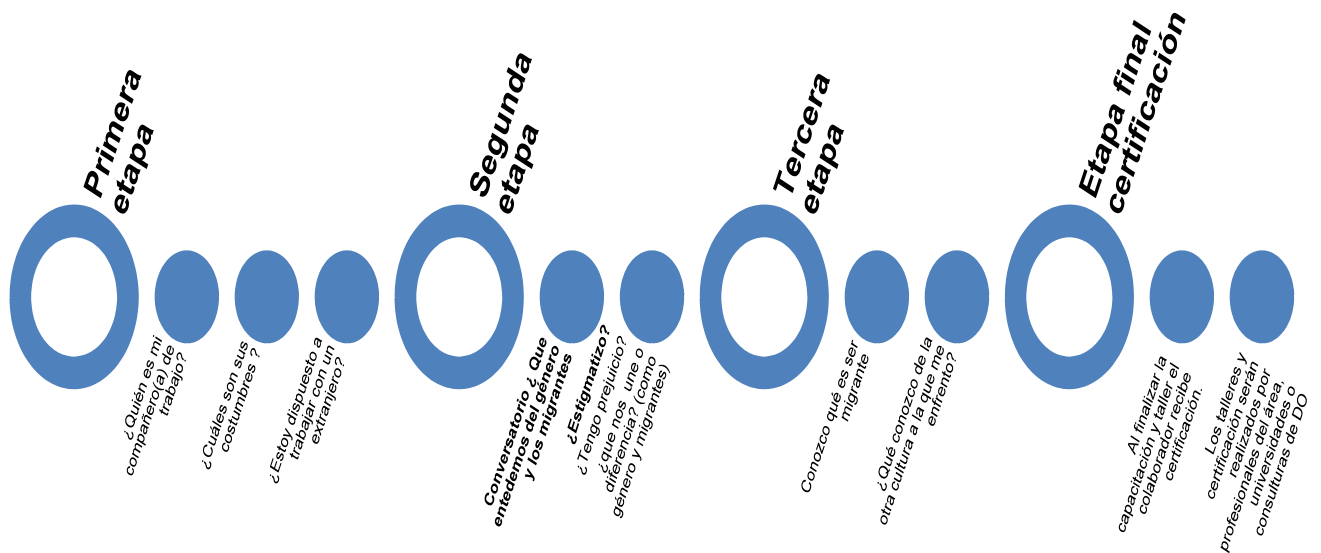 Primera
etapa
¿Quién es mi
compañero(a) de
trabajo?
¿Cuáles son sus
costumbres ?
¿Estoy dispuesto a
trabajar con un
extranjero?
Segunda
etapa
Conversatorio ¿ Que
entedemos del género
y los migrantes
¿Estigmatizo?
¿Tengo prejuicio?
¿que nos une o
diferencia? (como
género y migrantes)
Tercera
etapa
Conozco qué es ser
migrante
¿Qué conozco de la
otra cultura a la que me
enfrento?
Etapa final
certificación
Al finalizar la
capacitación y taller el
colaborador recibe
certificación.
Los talleres y
certificación serán
realizados por
profesionales del área,
universidades o
consulturas de DO